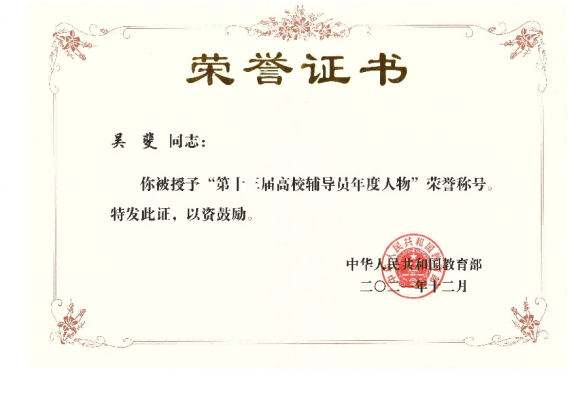 荣誉证书
吴 斐 同志：
你被授予“第十三届高校辅导员年度人物”荣誉称号。
特发此证，以资鼓励。
中华人民共和国教育部
二〇二一年十二月